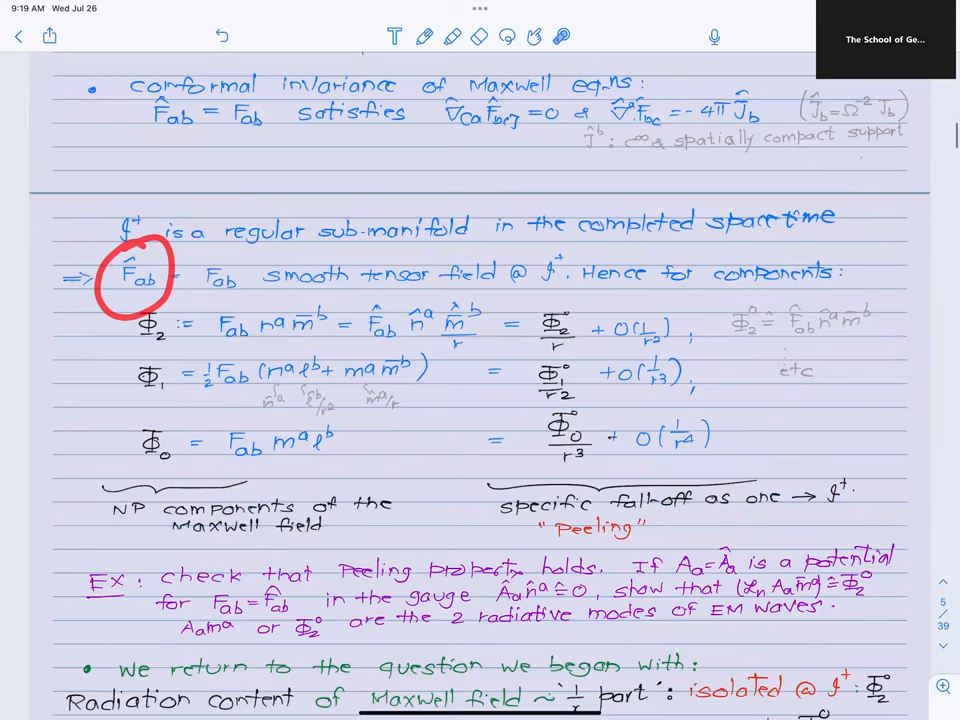 9:19 AM Wed Jul 26
The School of Ge...
• conformal invariance of Maxwell eqns:
F̂ab = Fab satisfies ∇̂[a F̂bc] = 0 & ∇̂ᵃ F̂bc = -4π Ĵb (Ĵb = Ω⁻² Jb)
Ĵᵇ : C∞ & spatially compact support
ℐ⁺ is a regular sub-manifold in the completed spacetime
⇒ F̂ab = Fab smooth tensor field @ ℐ⁺. Hence for components:
Φ₂ := Fab nᵃ m̄ᵇ = F̂ab n̂ᵃ m̄̂ᵇ/r = Φ₂°/r + O(1/r²), Φ₂° ≙ F̂ab n̂ᵃ m̄ᵇ
Φ₁ = ½ Fab (nᵃ lᵇ + mᵃ m̄ᵇ) = Φ₁°/r² + O(1/r³), etc
n̂ᵃ l̂ᵇ/r² m̂ᵃ/r
Φ₀ = Fab mᵃ lᵇ = Φ₀°/r³ + O(1/r⁴)
NP components of the specific falloff as one → ℐ⁺.
Maxwell field "Peeling"
EX: check that Peeling property holds. If Aa = Âa is a potential
for Fab = F̂ab in the gauge Âa n̂ᵃ ≙ 0, show that (ℒn Aa m̄ᵃ) ≙ Φ₂°
Aa mᵃ or Φ₂° are the 2 radiative modes of EM waves.
• We return to the question we began with:
Radiation content of Maxwell field ~ '1/r part': isolated @ ℐ⁺: Φ₂°
5
/
39